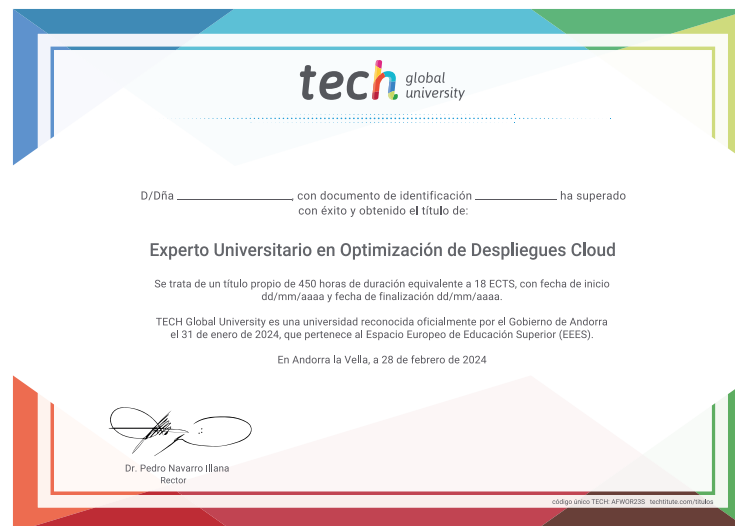 tech global university
D/Dña ____________________, con documento de identificación ______________ ha superado
con éxito y obtenido el título de:
Experto Universitario en Optimización de Despliegues Cloud
Se trata de un título propio de 450 horas de duración equivalente a 18 ECTS, con fecha de inicio
dd/mm/aaaa y fecha de finalización dd/mm/aaaa.
TECH Global University es una universidad reconocida oficialmente por el Gobierno de Andorra
el 31 de enero de 2024, que pertenece al Espacio Europeo de Educación Superior (EEES).
En Andorra la Vella, a 28 de febrero de 2024
Dr. Pedro Navarro Illana
Rector
código único TECH: AFWOR23S techtitute.com/titulos